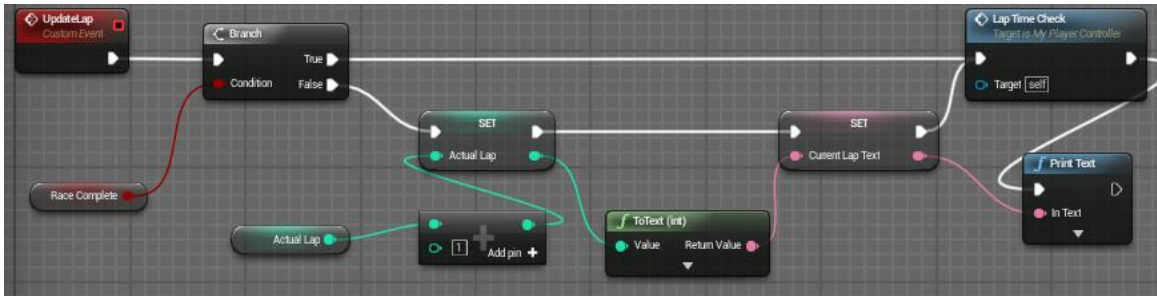 UpdateLap
Custom Event
Branch
True
Condition
False
Race Complete
SET
Actual Lap
Actual Lap
1
Add pin +
ToText (int)
Value Return Value
SET
Current Lap Text
Lap Time Check
Target is My Player Controller
Target self
Print Text
In Text